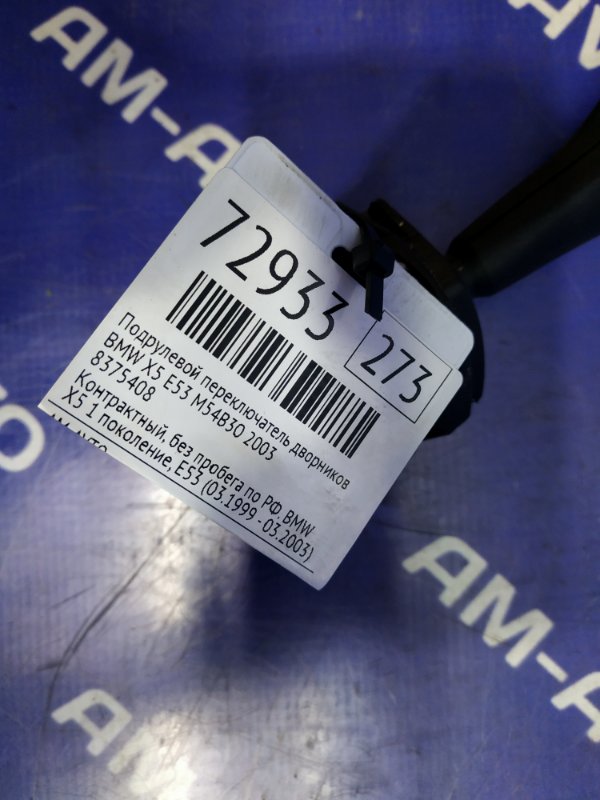 AM-A
72933
273
Подрулевой переключатель дворников
BMW X5 E53 M54B30 2003
8375408
Контрактный, без пробега по РФ. BMW
X5 1 поколение, E53 (03.1999 - 03.2003)
AM-A
AM-A